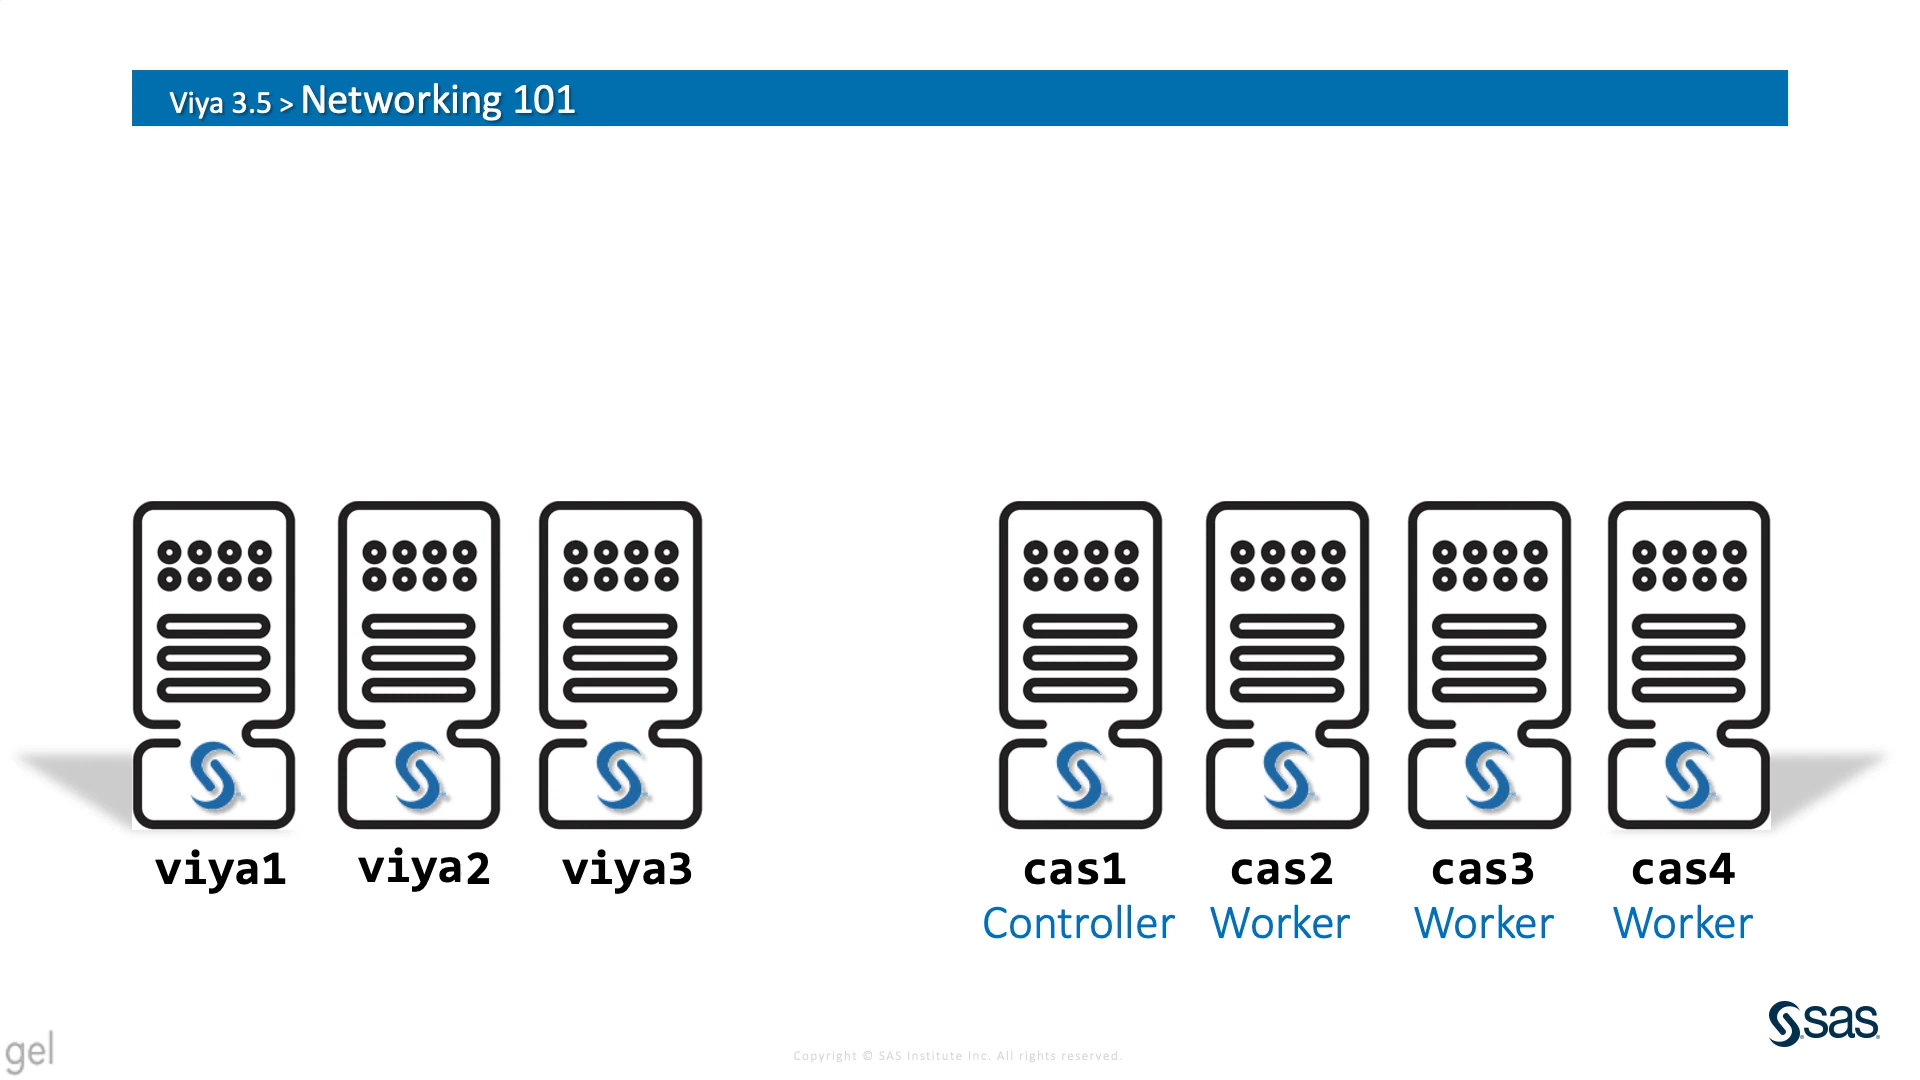 Viya 3.5 > Networking 101
viya1 viya2 viya3 cas1 cas2 cas3 cas4
Controller Worker Worker Worker
sas
gel
Copyright © SAS Institute Inc. All rights reserved.